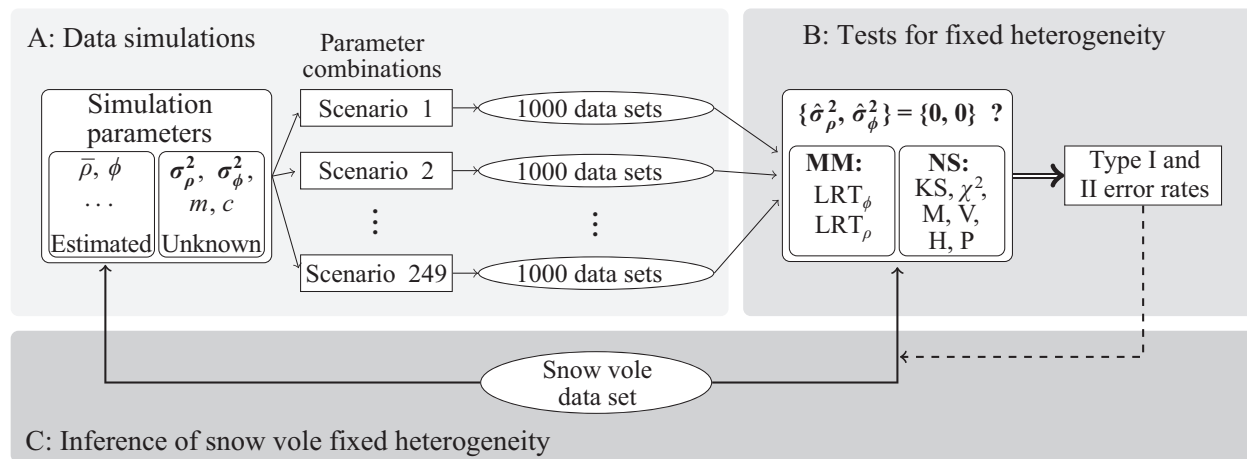 A: Data simulations
Parameter
combinations
Simulation
parameters
ρ̅, ϕ
...
Estimated
σ²ρ, σ²ϕ,
m, c
Unknown
Scenario 1
Scenario 2
⋮
Scenario 249
1000 data sets
1000 data sets
⋮
1000 data sets
B: Tests for fixed heterogeneity
{σ̂²ρ, σ̂²ϕ} = {0, 0} ?
MM:
LRTϕ
LRTρ
NS:
KS, χ²,
M, V,
H, P
Type I and
II error rates
Snow vole
data set
C: Inference of snow vole fixed heterogeneity